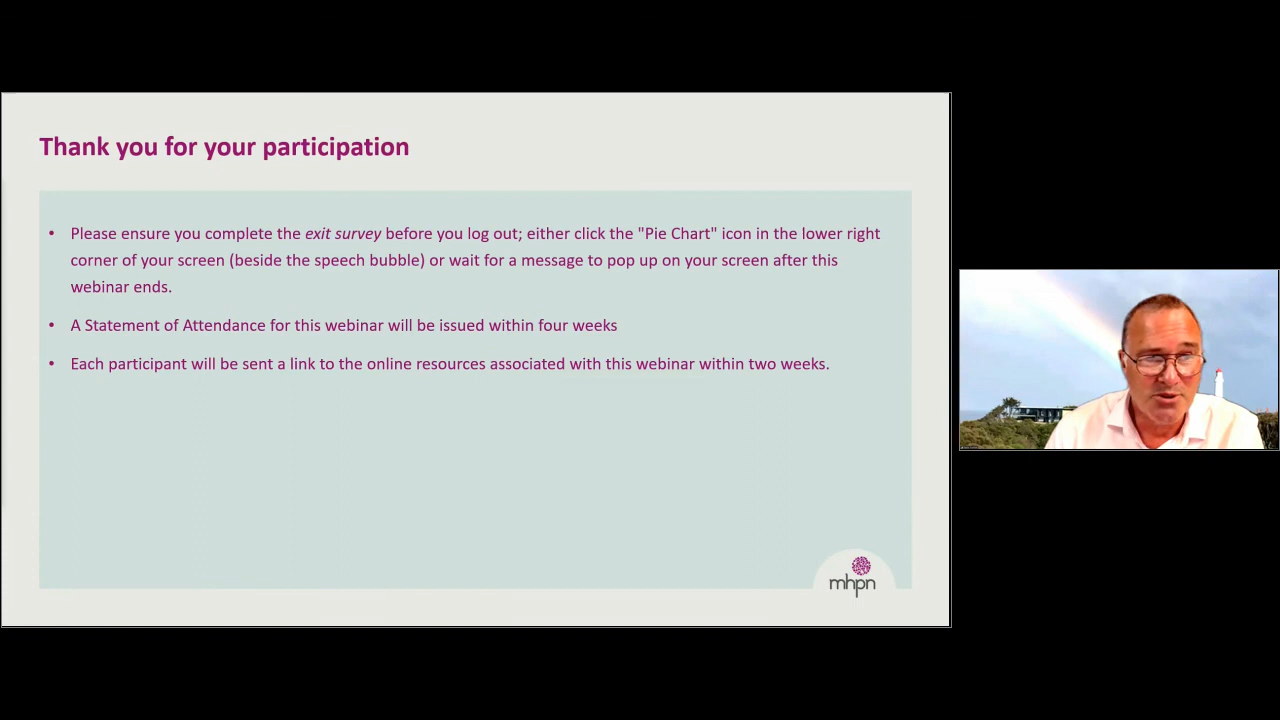 Thank you for your participation
• Please ensure you complete the exit survey before you log out; either click the "Pie Chart" icon in the lower right
corner of your screen (beside the speech bubble) or wait for a message to pop up on your screen after this
webinar ends.
• A Statement of Attendance for this webinar will be issued within four weeks
• Each participant will be sent a link to the online resources associated with this webinar within two weeks.
mhpn